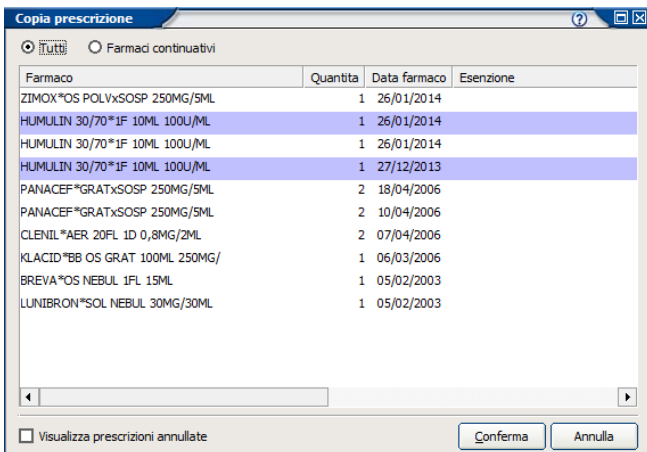 Copia prescrizione
Tutti Farmaci continuativi
Farmaco Quantita Data farmaco Esenzione
ZIMOX*OS POLVxSOSP 250MG/5ML 1 26/01/2014
HUMULIN 30/70*1F 10ML 100U/ML 1 26/01/2014
HUMULIN 30/70*1F 10ML 100U/ML 1 26/01/2014
HUMULIN 30/70*1F 10ML 100U/ML 1 27/12/2013
PANACEF*GRATxSOSP 250MG/5ML 2 18/04/2006
PANACEF*GRATxSOSP 250MG/5ML 2 10/04/2006
CLENIL*AER 20FL 1D 0,8MG/2ML 2 07/04/2006
KLACID*BB OS GRAT 100ML 250MG/ 1 06/03/2006
BREVA*OS NEBUL 1FL 15ML 1 05/02/2003
LUNIBRON*SOL NEBUL 30MG/30ML 1 05/02/2003
Visualizza prescrizioni annullate Conferma Annulla